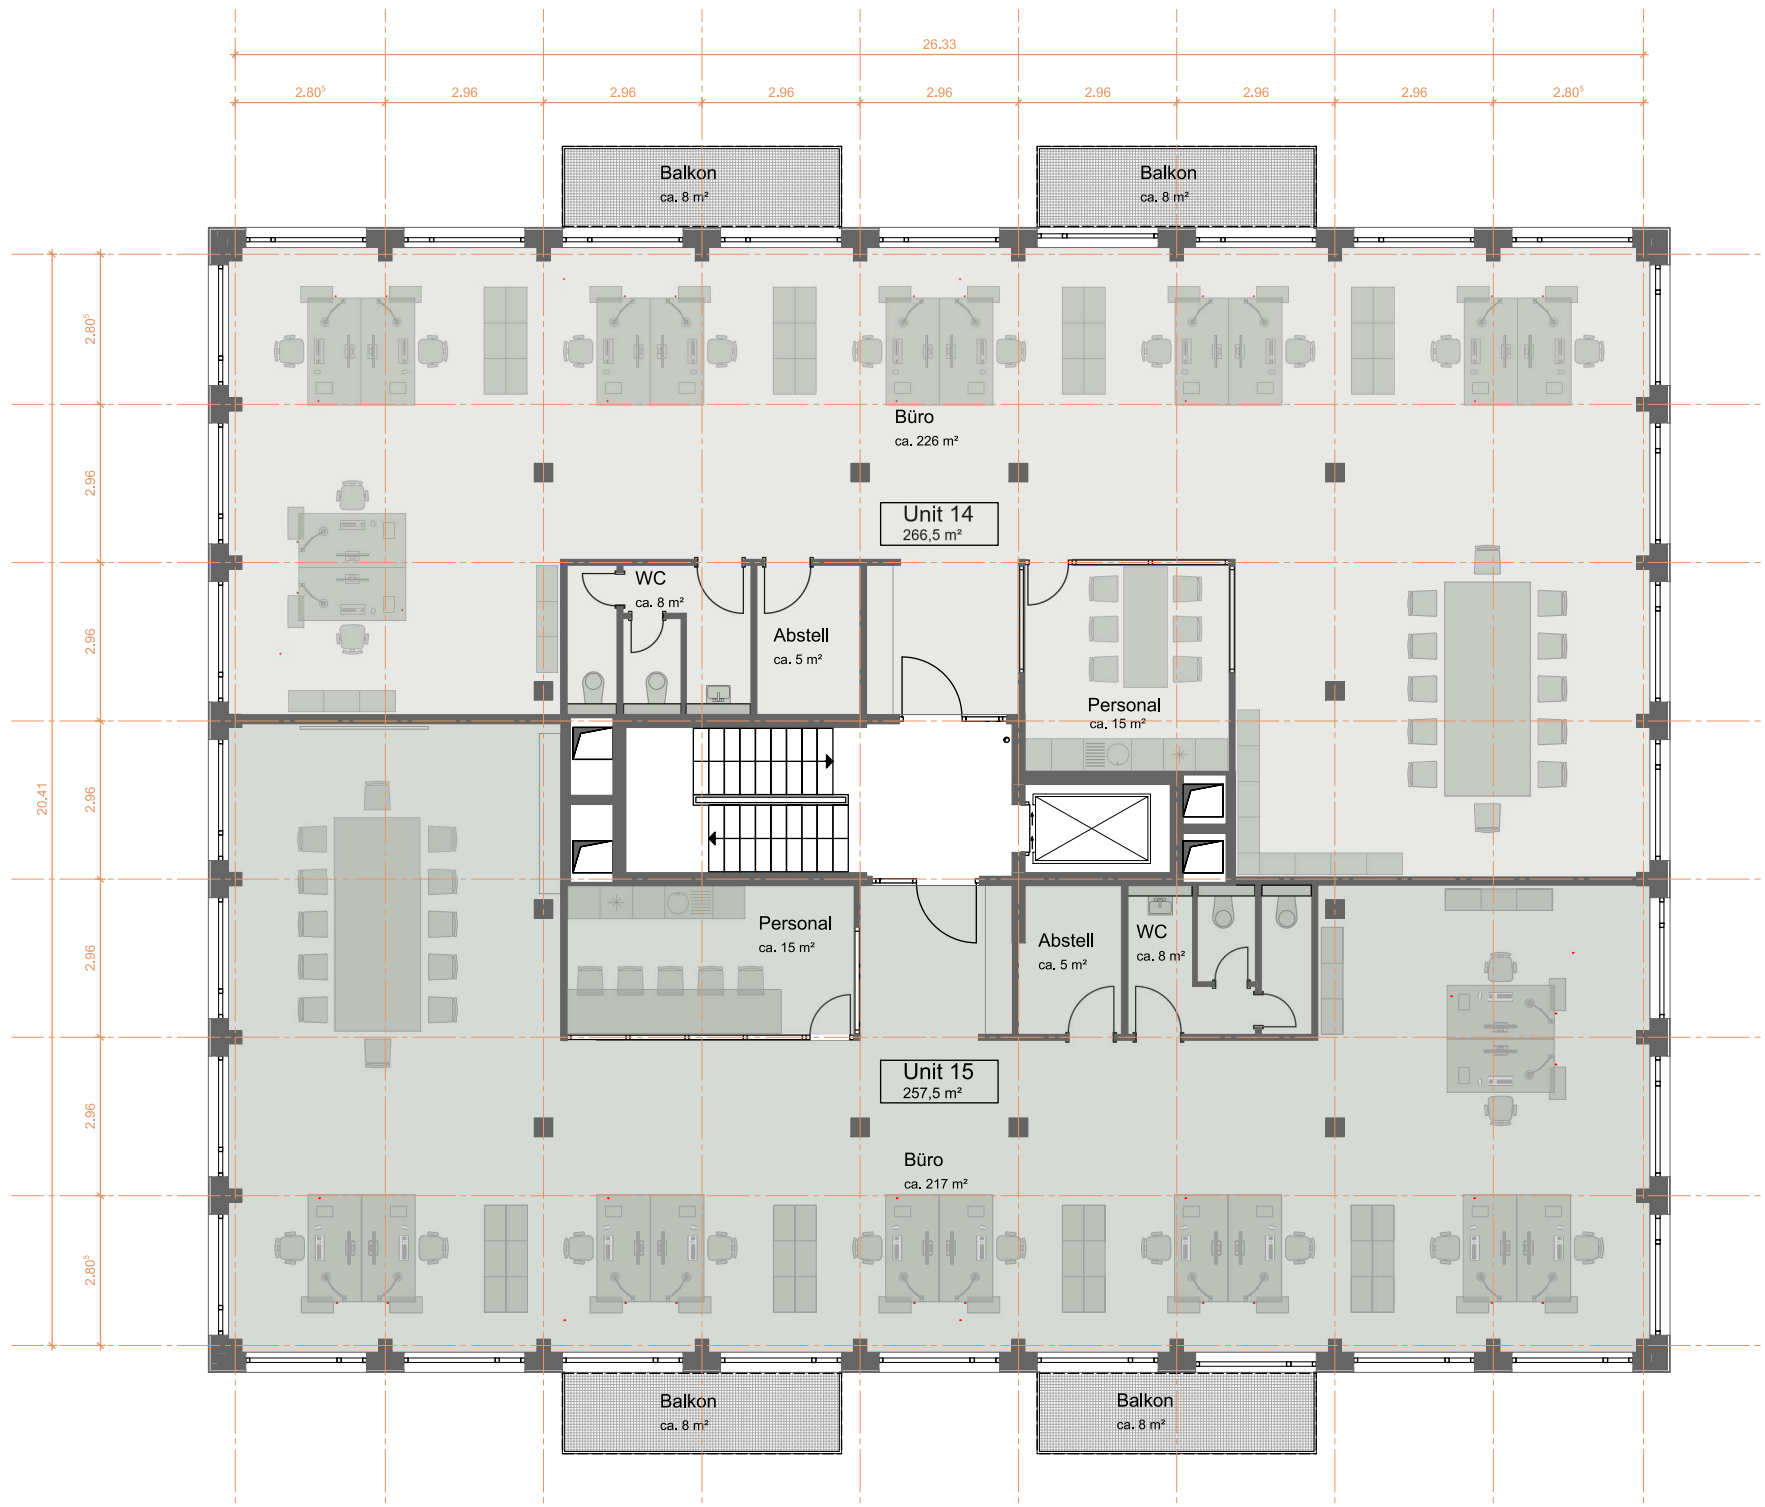 26.33
2.80⁵ 2.96 2.96 2.96 2.96 2.96 2.96 2.96 2.80⁵
Balkon
ca. 8 m²
Balkon
ca. 8 m²
20.41
2.80⁵
2.96
2.96
2.96
2.96
2.96
2.80⁵
Büro
ca. 226 m²
Unit 14
266,5 m²
WC
ca. 8 m²
Abstell
ca. 5 m²
Personal
ca. 15 m²
Personal
ca. 15 m²
Abstell
ca. 5 m²
WC
ca. 8 m²
Unit 15
257,5 m²
Büro
ca. 217 m²
Balkon
ca. 8 m²
Balkon
ca. 8 m²